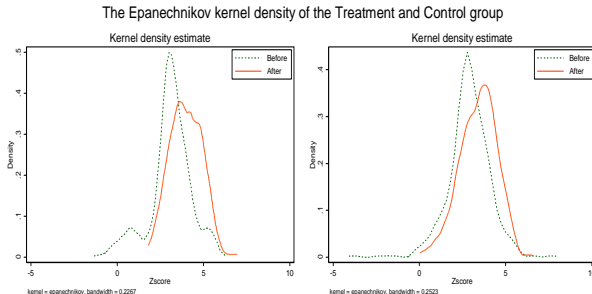 The Epanechnikov kernel density of the Treatment and Control group
Kernel density estimate
Before
After
Density
0
.1
.2
.3
.4
.5
-5
0
5
10
Zscore
kernel = epanechnikov, bandwidth = 0.2267
Kernel density estimate
Before
After
Density
0
.1
.2
.3
.4
-5
0
5
10
Zscore
kernel = epanechnikov, bandwidth = 0.2523